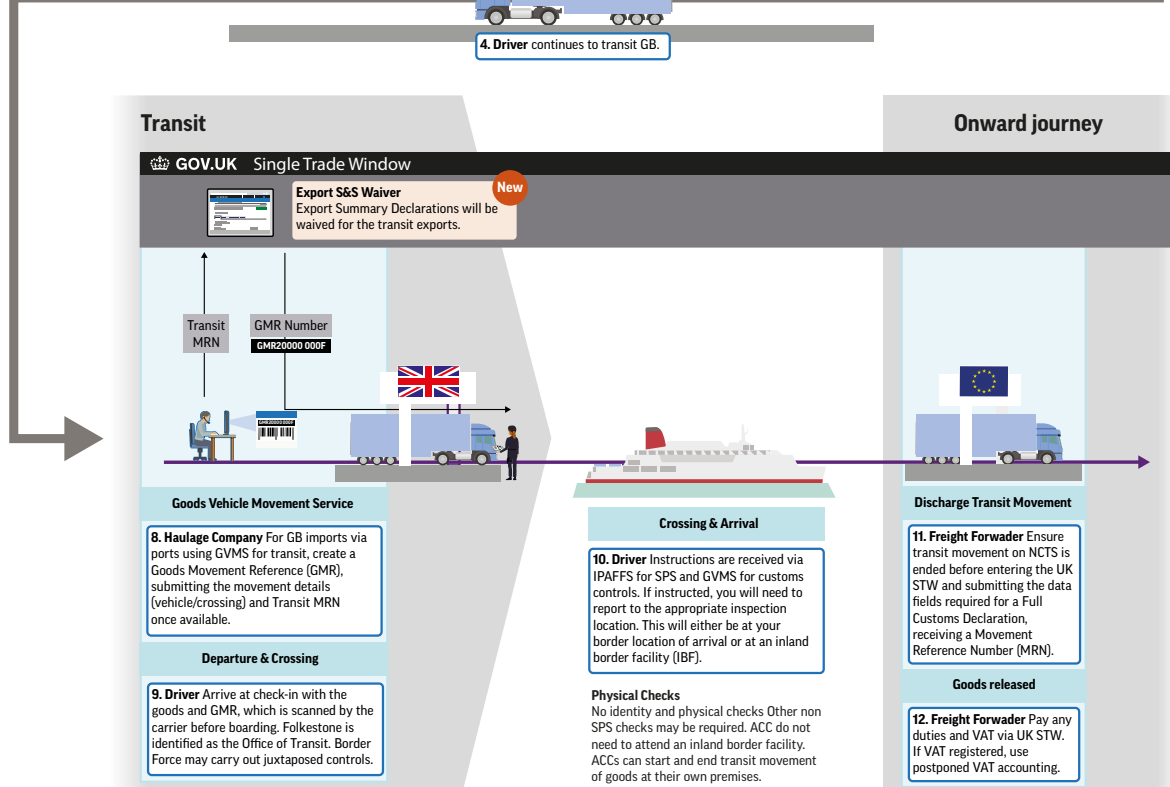 4. Driver continues to transit GB.
Transit
Onward journey
GOV.UK Single Trade Window
Export S&S Waiver
Export Summary Declarations will be
waived for the transit exports.
New
Transit
MRN
GMR Number
GMR20000 000F
GMR20000 000F
Goods Vehicle Movement Service
8. Haulage Company For GB imports via
ports using GVMS for transit, create a
Goods Movement Reference (GMR),
submitting the movement details
(vehicle/crossing) and Transit MRN
once available.
Departure & Crossing
9. Driver Arrive at check-in with the
goods and GMR, which is scanned by the
carrier before boarding. Folkestone is
identified as the Office of Transit. Border
Force may carry out juxtaposed controls.
Crossing & Arrival
10. Driver Instructions are received via
IPAFFS for SPS and GVMS for customs
controls. If instructed, you will need to
report to the appropriate inspection
location. This will either be at your
border location of arrival or at an inland
border facility (IBF).
Physical Checks
No identity and physical checks Other non
SPS checks may be required. ACC do not
need to attend an inland border facility.
ACCs can start and end transit movement
of goods at their own premises.
Discharge Transit Movement
11. Freight Forwader Ensure
transit movement on NCTS is
ended before entering the UK
STW and submitting the data
fields required for a Full
Customs Declaration,
receiving a Movement
Reference Number (MRN).
Goods released
12. Freight Forwader Pay any
duties and VAT via UK STW.
If VAT registered, use
postponed VAT accounting.